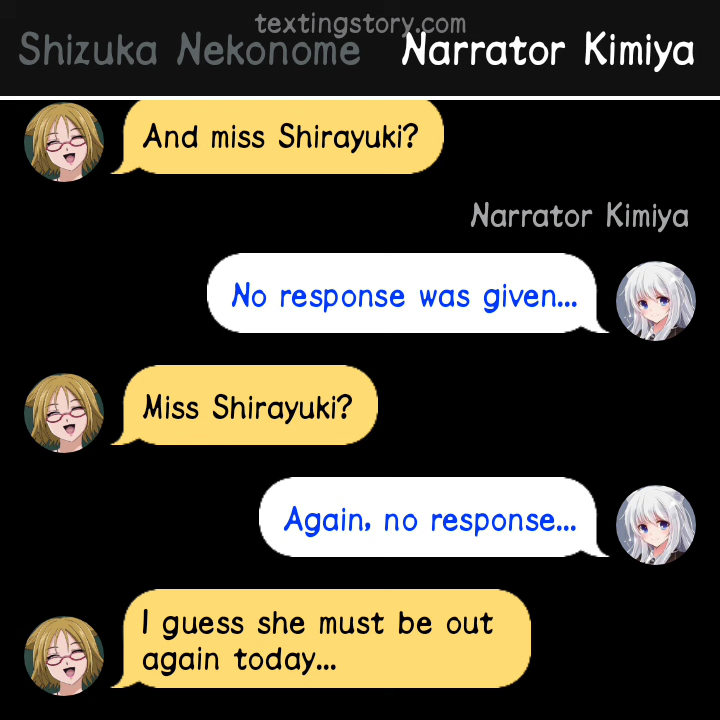 textingstory.com
Shizuka Nekonome Narrator Kimiya
And miss Shirayuki?
Narrator Kimiya
No response was given...
Miss Shirayuki?
Again, no response...
I guess she must be out
again today...